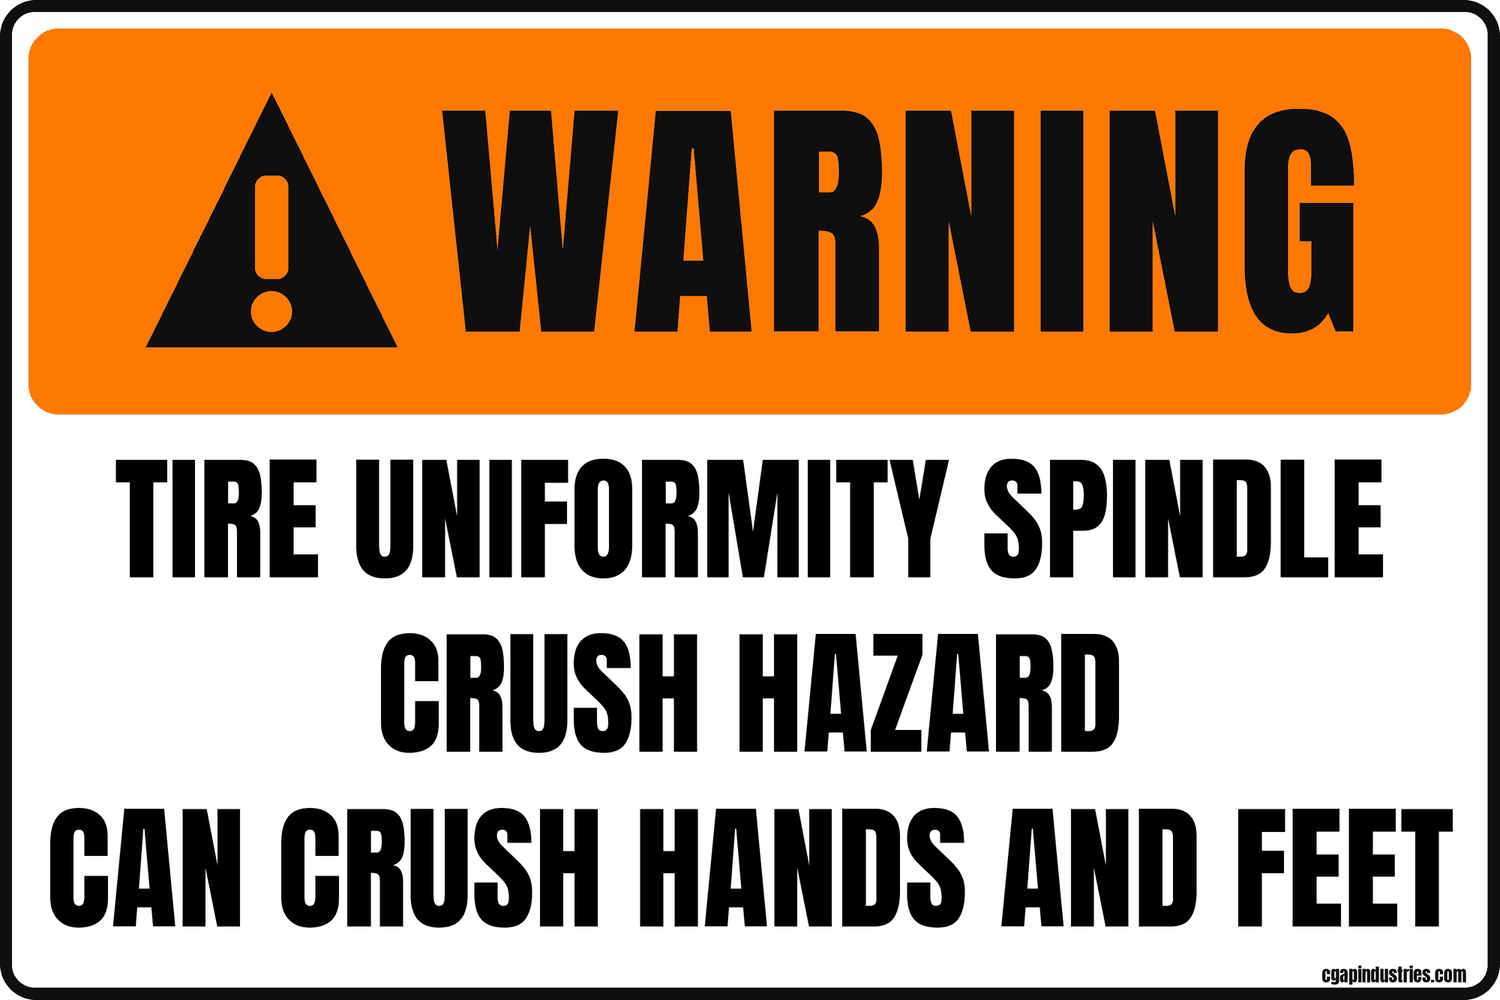 WARNING
TIRE UNIFORMITY SPINDLE
CRUSH HAZARD
CAN CRUSH HANDS AND FEET
cgapindustries.com